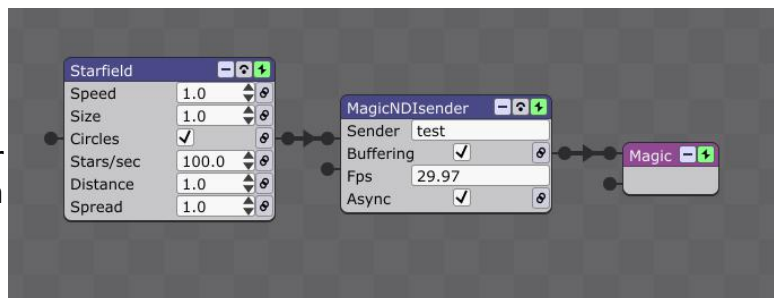 Starfield
Speed 1.0
Size 1.0
Circles
Stars/sec 100.0
Distance 1.0
Spread 1.0
MagicNDIsender
Sender test
Buffering
Fps 29.97
Async
Magic